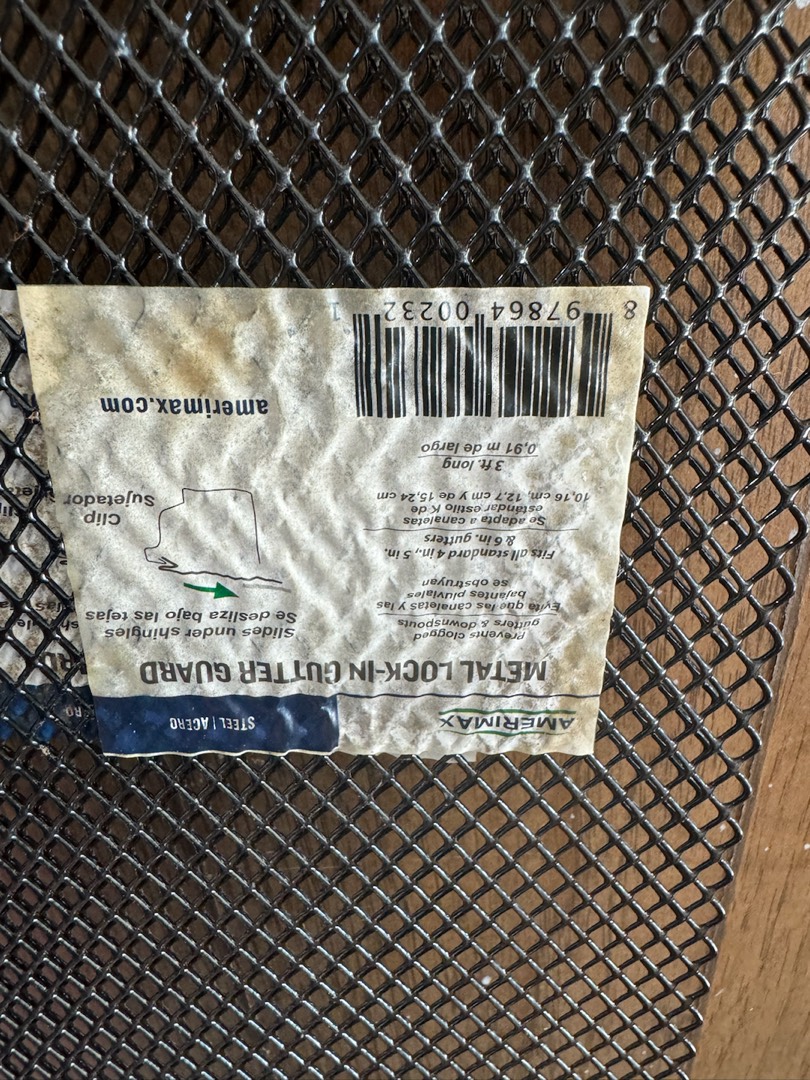 AMERIMAX
STEEL | ACERO
METAL LOCK-IN GUTTER GUARD
Prevents clogged
gutters & downspouts
Evita que las canaletas y las
bajantes pluviales
se obstruyan
Fits all standard 4 in., 5 in.
& 6 in. gutters
Se adapta a canaletas
estándar estilo K de
10,16 cm, 12.7 cm y de 15,24 cm
3 ft. long
0,91 m de largo
Slides under shingles
Se desliza bajo las tejas
Clip
Sujetador
amerimax.com
8 97864 00232 1